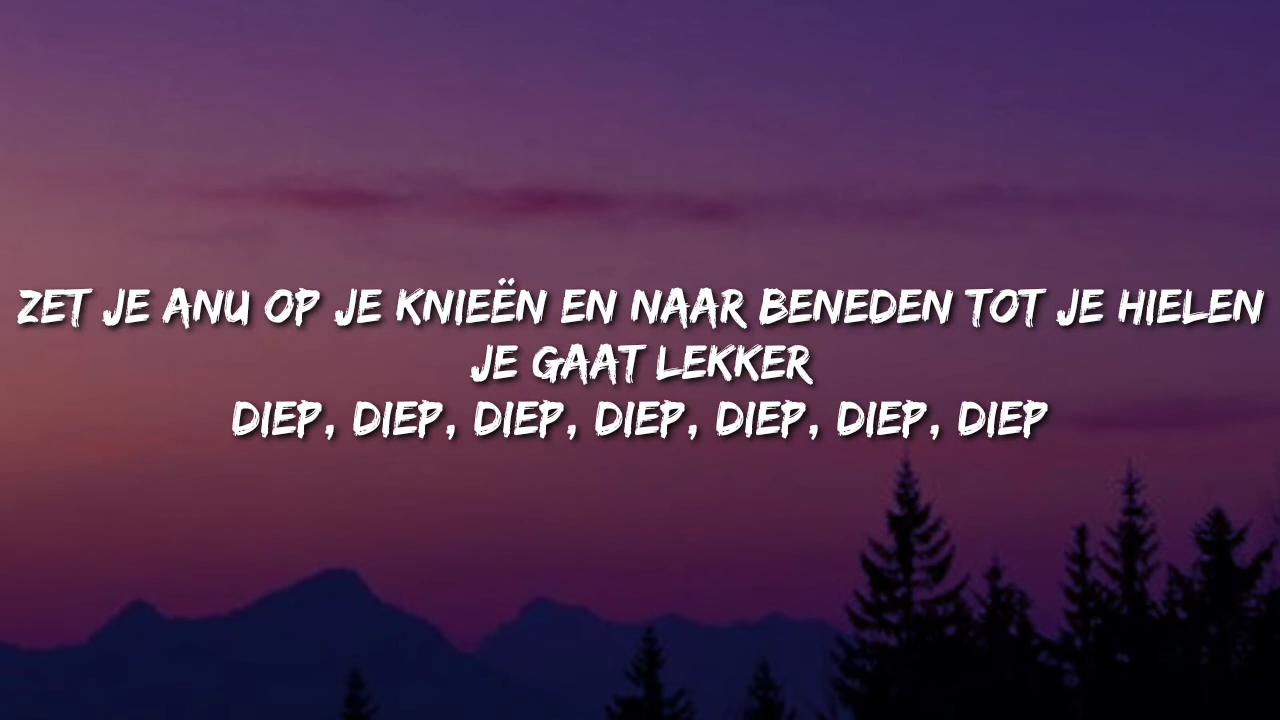 ZET JE ANU OP JE KNIEËN EN NAAR BENEDEN TOT JE HIELEN
JE GAAT LEKKER
DIEP, DIEP, DIEP, DIEP, DIEP, DIEP, DIEP